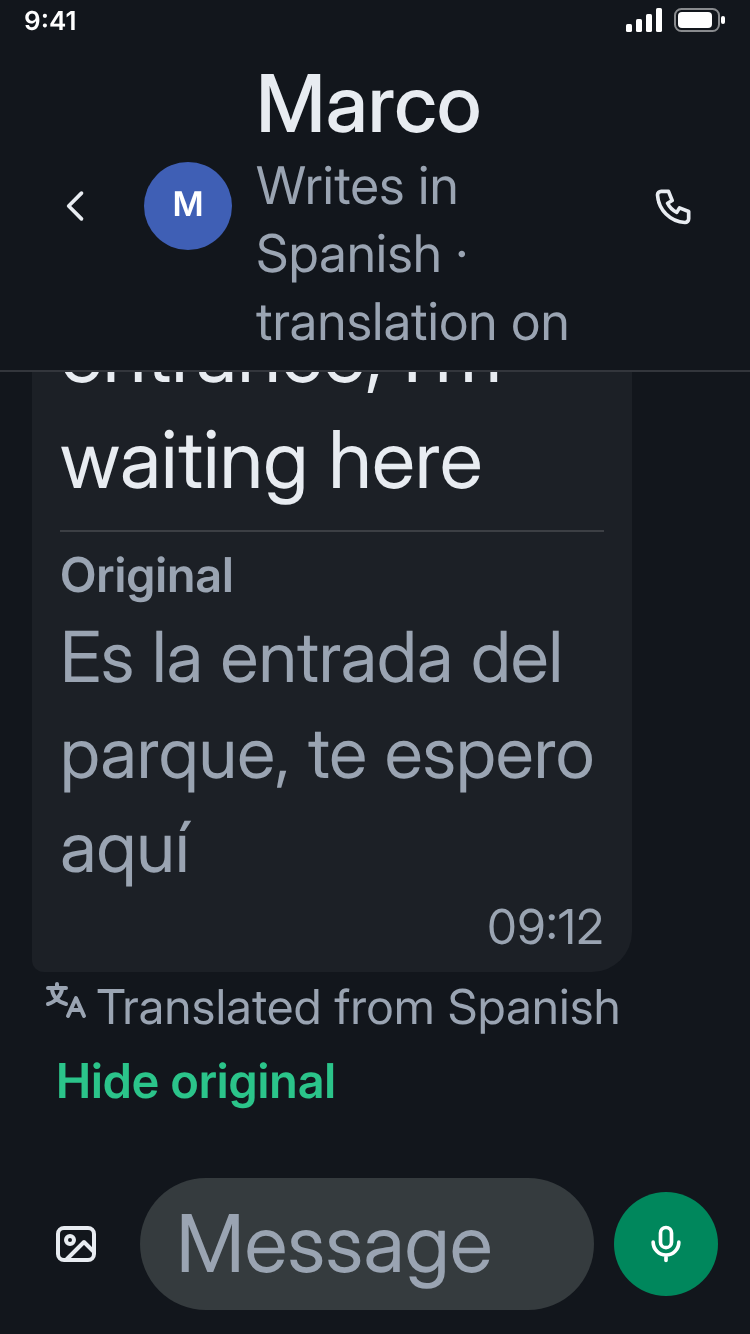 9:41
Marco
M
Writes in
Spanish ·
translation on
entrance, I'm
waiting here
Original
Es la entrada del
parque, te espero
aquí
09:12
Translated from Spanish
Hide original
Message